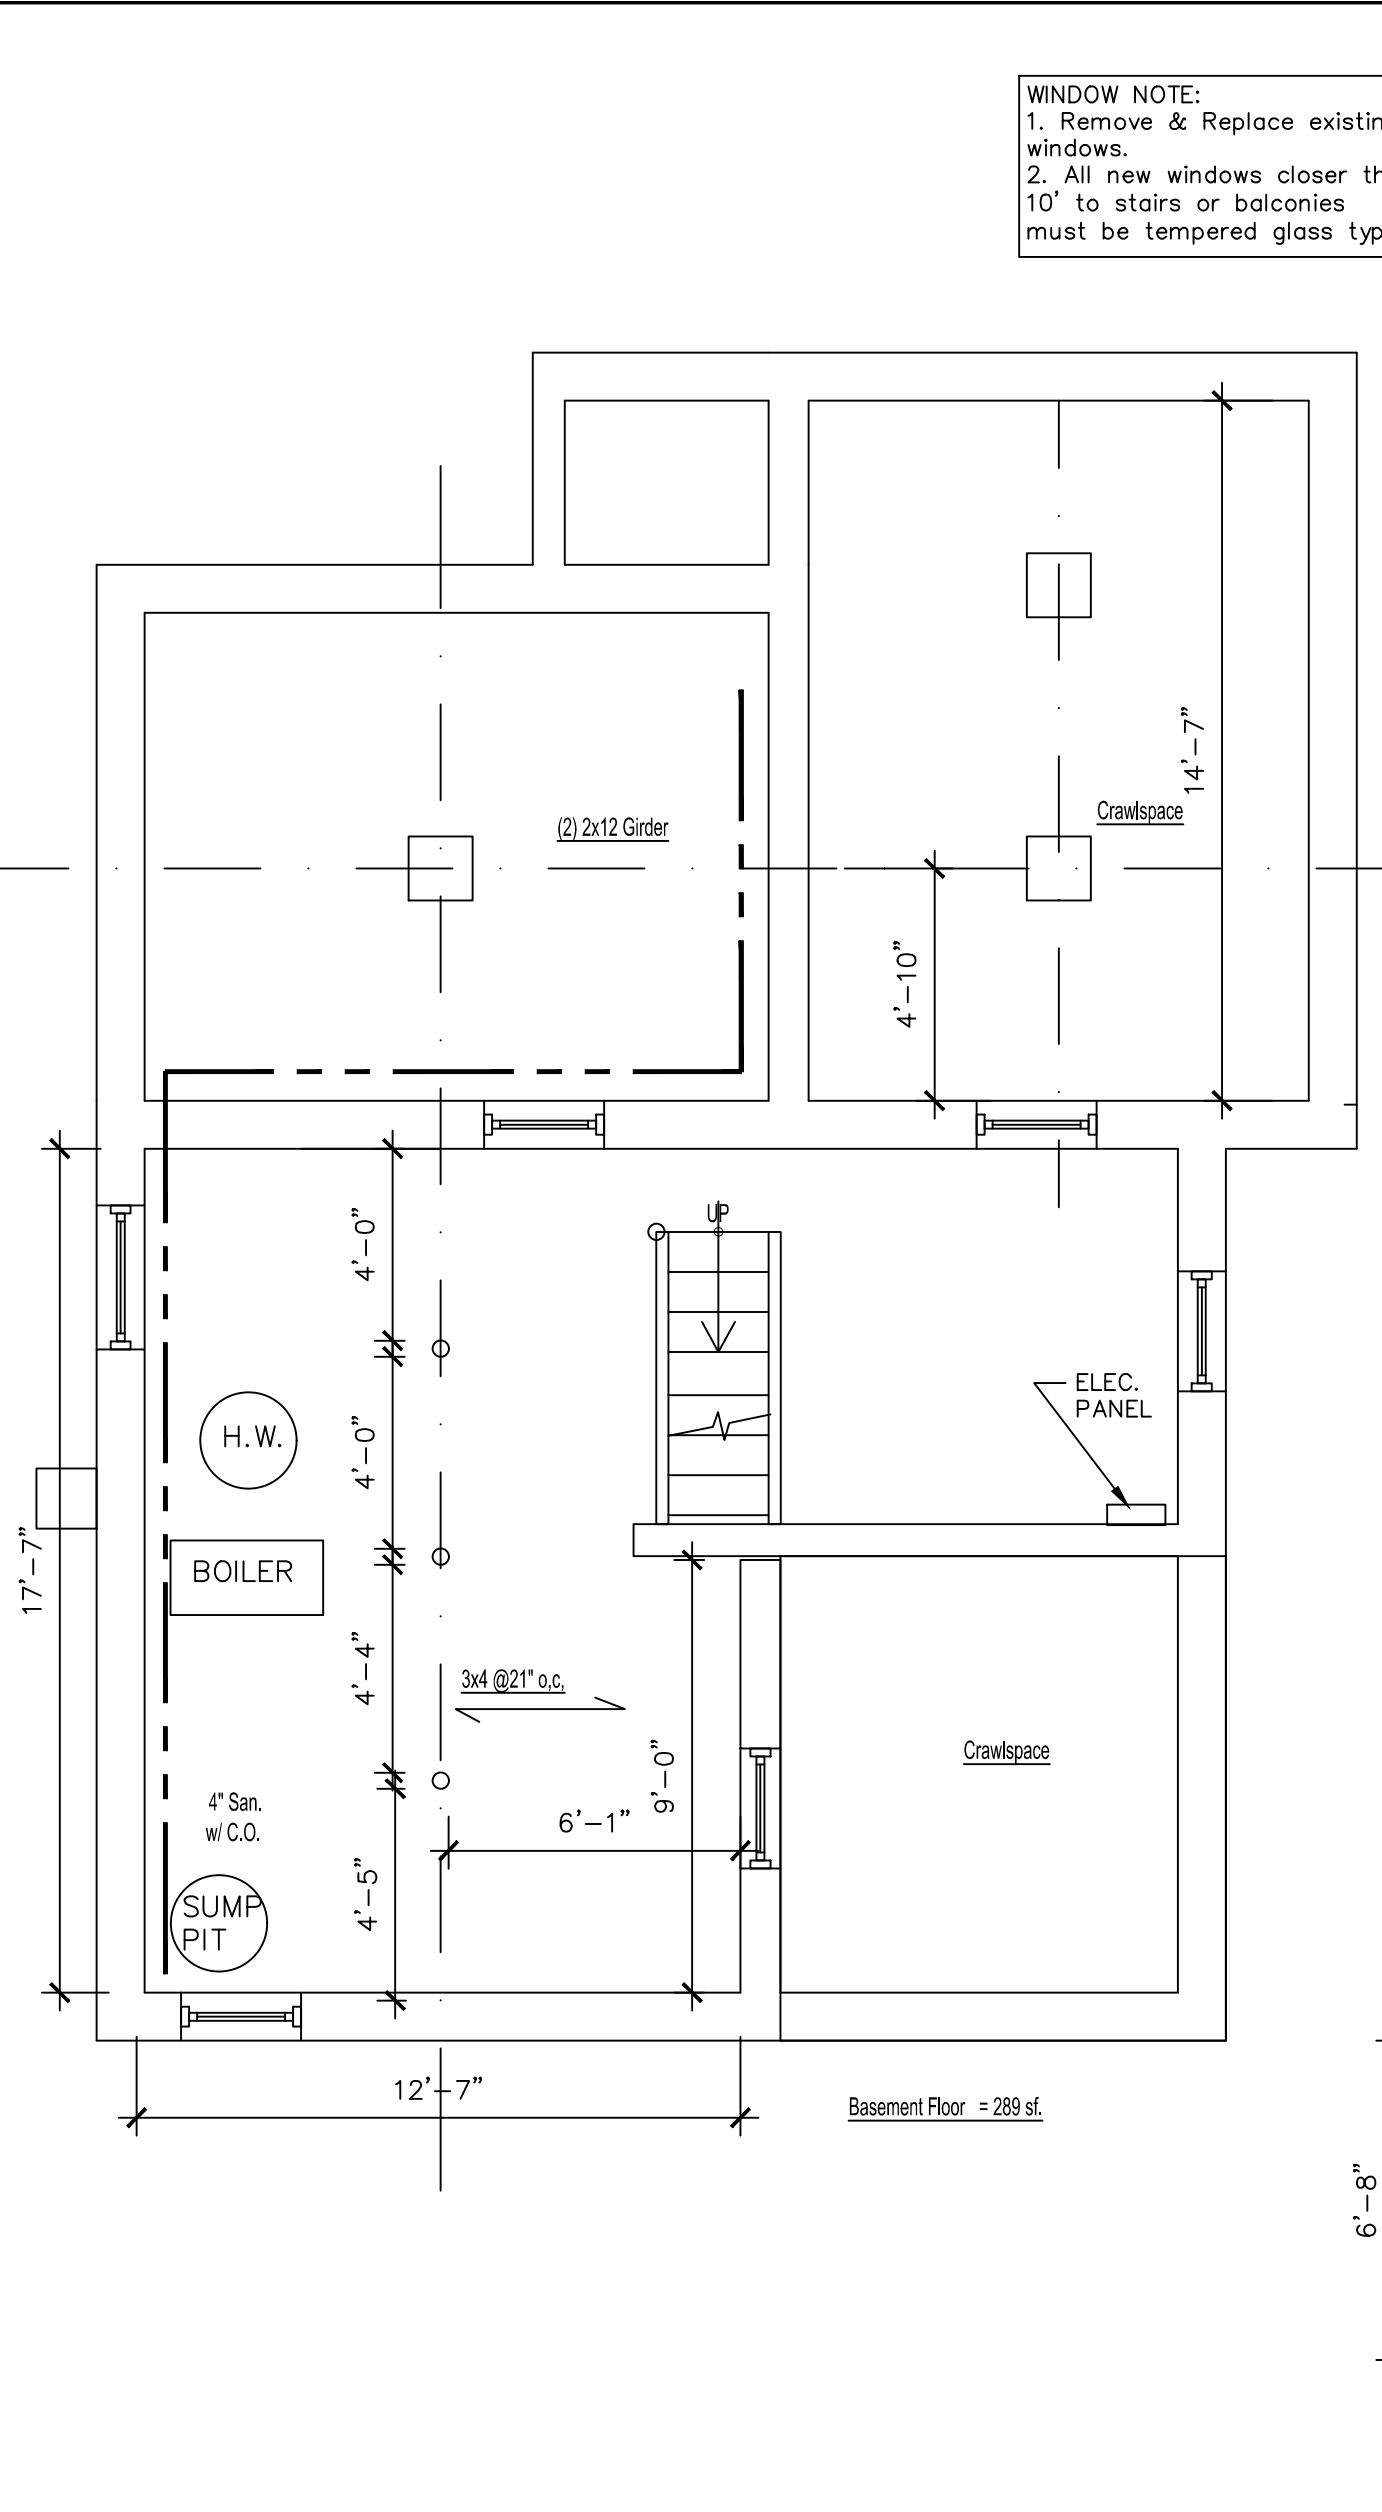 WINDOW NOTE:
1. Remove & Replace existin
windows.
2. All new windows closer th
10' to stairs or balconies
must be tempered glass typ
14'-7"
Crawlspace
(2) 2x12 Girder
4'-10"
UP
4'-0"
ELEC.
PANEL
H.W.
4'-0"
17'-7"
BOILER
4'-4"
3x4 @21" o,c,
9'-0"
Crawlspace
4" San.
w/ C.O.
6'-1"
4'-5"
SUMP
PIT
12'-7"
Basement Floor = 289 sf.
6'-8"